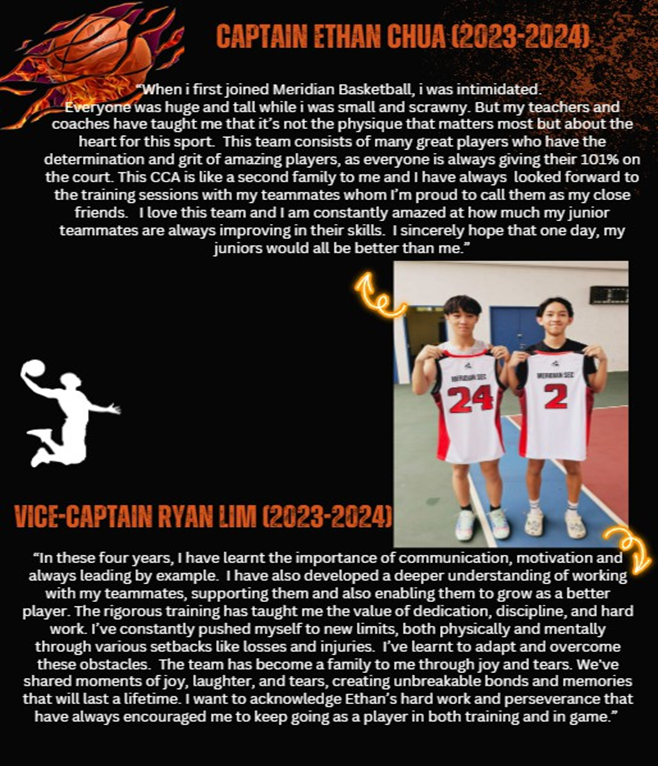 CAPTAIN ETHAN CHUA (2023-2024)
“When i first joined Meridian Basketball, i was intimidated.
Everyone was huge and tall while i was small and scrawny. But my teachers and
coaches have taught me that it’s not the physique that matters most but about the
heart for this sport. This team consists of many great players who have the
determination and grit of amazing players, as everyone is always giving their 101% on
the court. This CCA is like a second family to me and I have always looked forward to
the training sessions with my teammates whom I’m proud to call them as my close
friends. I love this team and I am constantly amazed at how much my junior
teammates are always improving in their skills. I sincerely hope that one day, my
juniors would all be better than me.”
MERIDIAN SEC
24
MERIDIAN SEC
2
VICE-CAPTAIN RYAN LIM (2023-2024)
“In these four years, I have learnt the importance of communication, motivation and
always leading by example. I have also developed a deeper understanding of working
with my teammates, supporting them and also enabling them to grow as a better
player. The rigorous training has taught me the value of dedication, discipline, and hard
work. I’ve constantly pushed myself to new limits, both physically and mentally
through various setbacks like losses and injuries. I’ve learnt to adapt and overcome
these obstacles. The team has become a family to me through joy and tears. We've
shared moments of joy, laughter, and tears, creating unbreakable bonds and memories
that will last a lifetime. I want to acknowledge Ethan’s hard work and perseverance that
have always encouraged me to keep going as a player in both training and in game.”